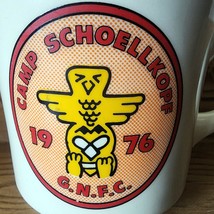 CAMP SCHOELLKOPF
19 76
G.N.F.C.